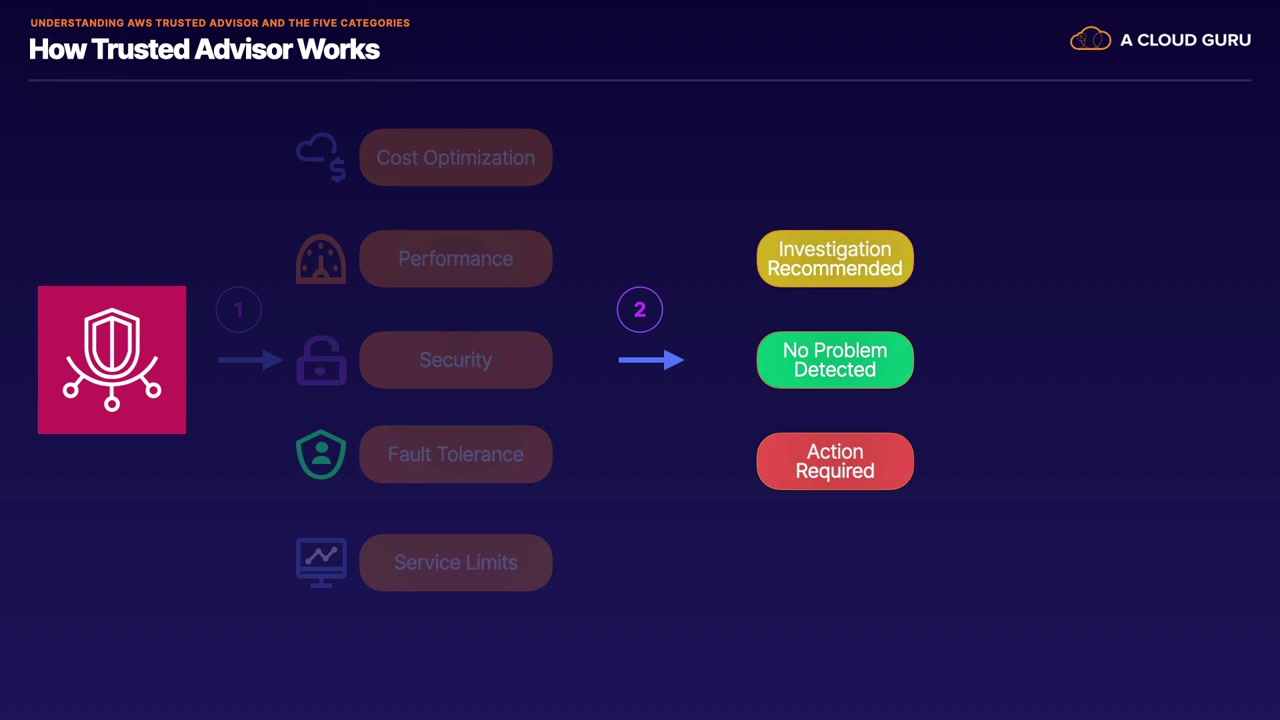 UNDERSTANDING AWS TRUSTED ADVISOR AND THE FIVE CATEGORIES
How Trusted Advisor Works
A CLOUD GURU
Cost Optimization
Performance
Security
Fault Tolerance
Service Limits
1
2
Investigation
Recommended
No Problem
Detected
Action
Required